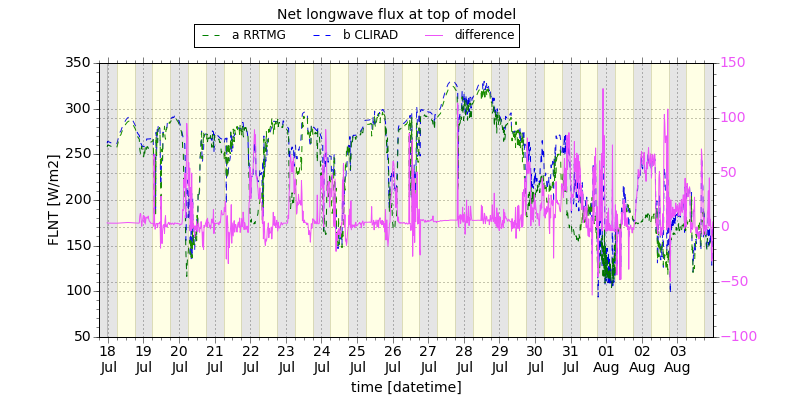 Net longwave flux at top of model
a RRTMG b CLIRAD difference
350 150
300 100
250 50
200 0
150 −50
100 −100
50
FLNT [W/m2]
18 19 20 21 22 23 24 25 26 27 28 29 30 31 01 02 03
Jul Jul Jul Jul Jul Jul Jul Jul Jul Jul Jul Jul Jul Jul Aug Aug Aug
time [datetime]